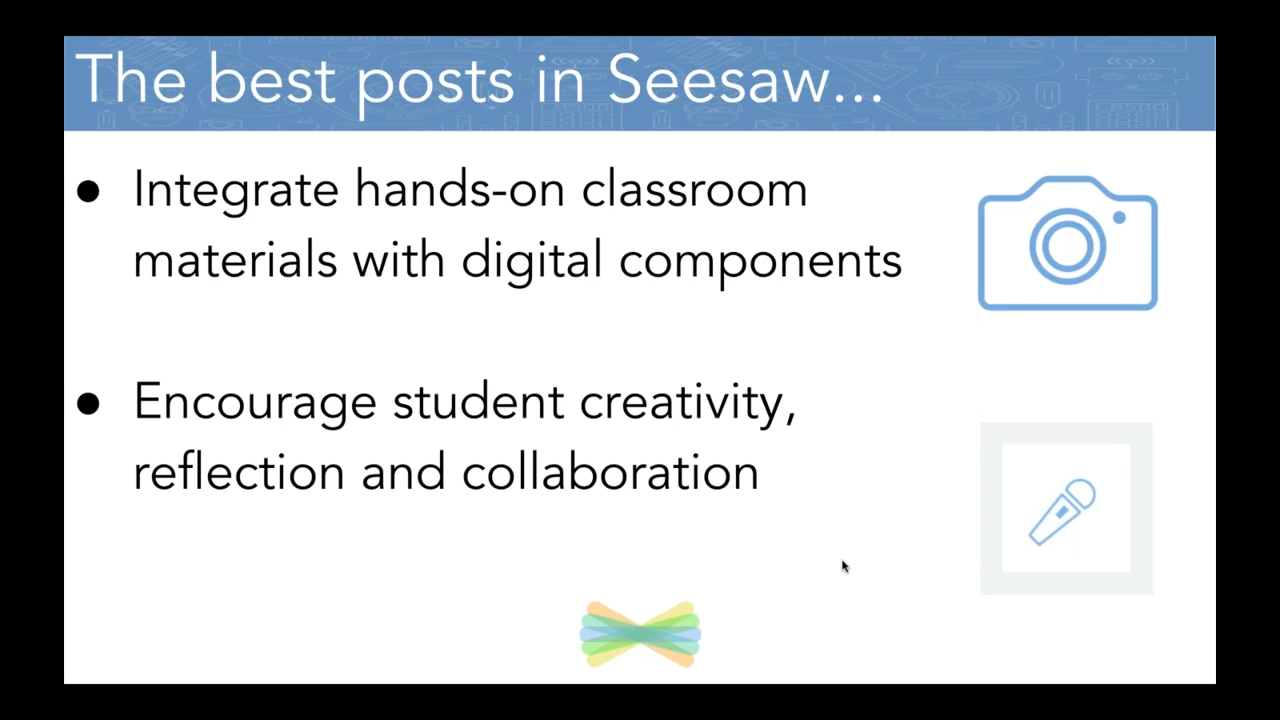 The best posts in Seesaw...
● Integrate hands-on classroom
materials with digital components
● Encourage student creativity,
reflection and collaboration